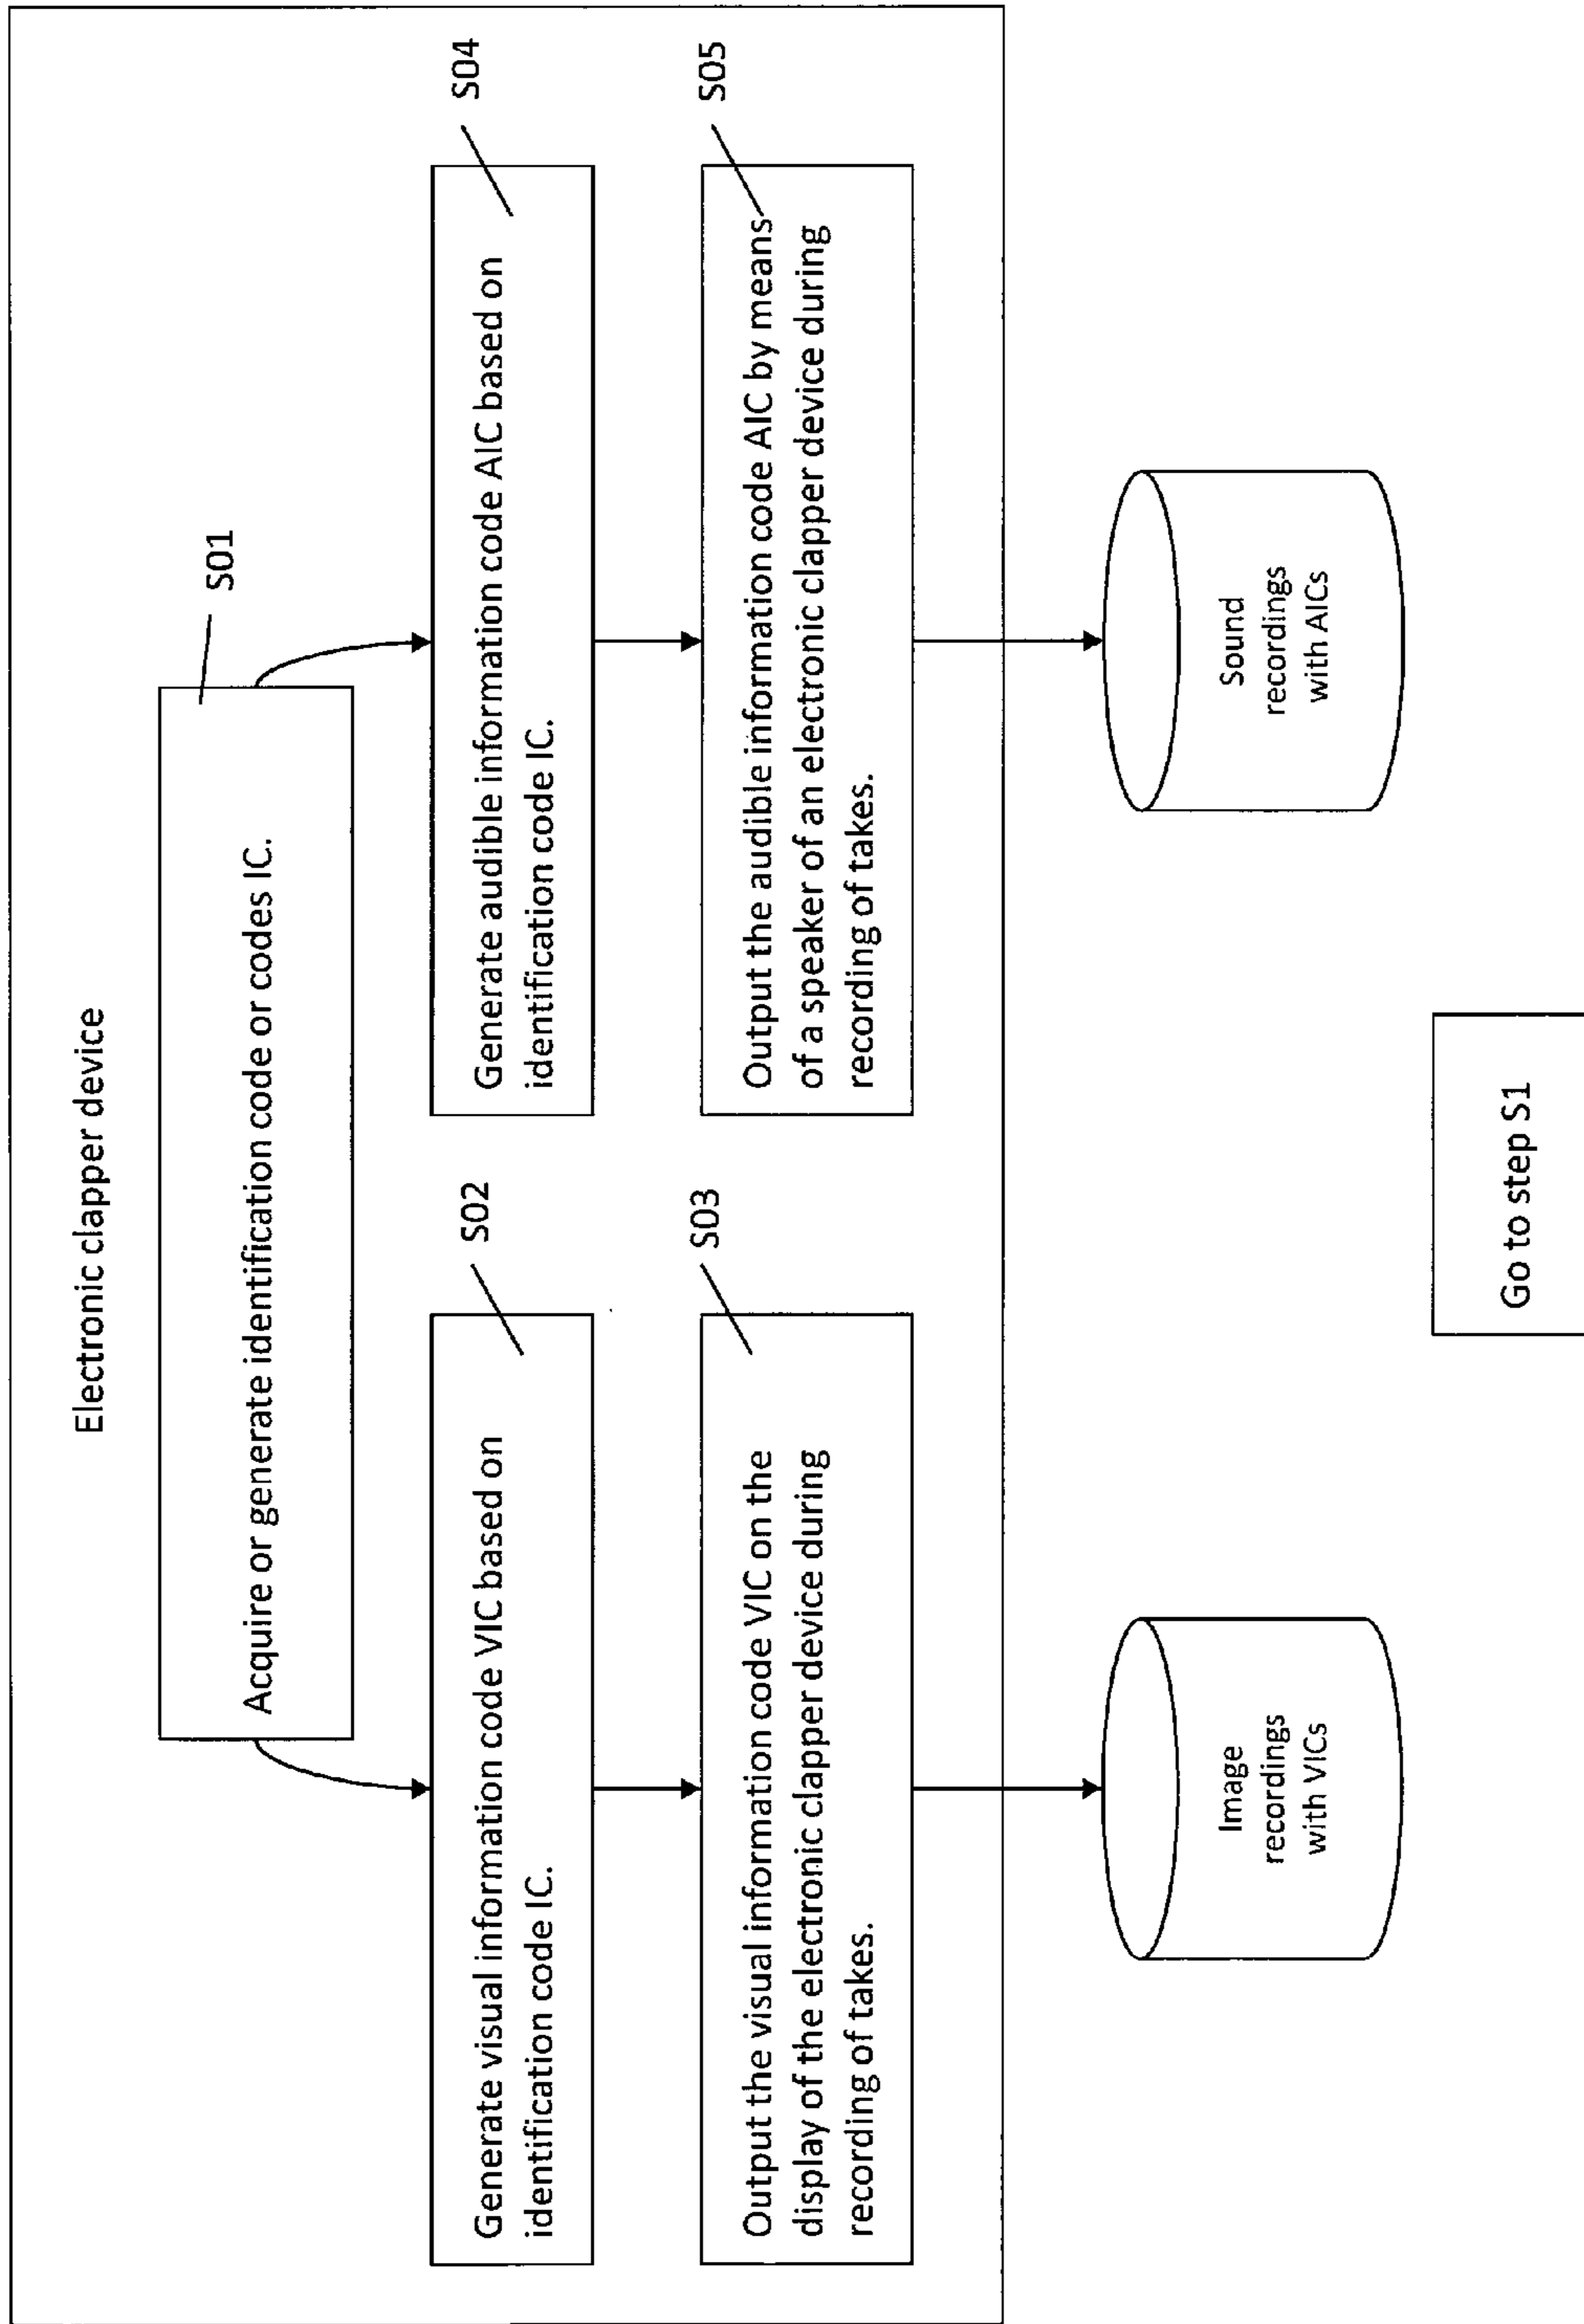 Electronic clapper device
S01
Acquire or generate identification code or codes IC.
S02
Generate visual information code VIC based on
identification code IC.
S04
Generate audible information code AIC based on
identification code IC.
S03
Output the visual information code VIC on the
display of the electronic clapper device during
recording of takes.
S05
Output the audible information code AIC by means
of a speaker of an electronic clapper device during
recording of takes.
Image
recordings
with VICs
Sound
recordings
with AICs
Go to step S1